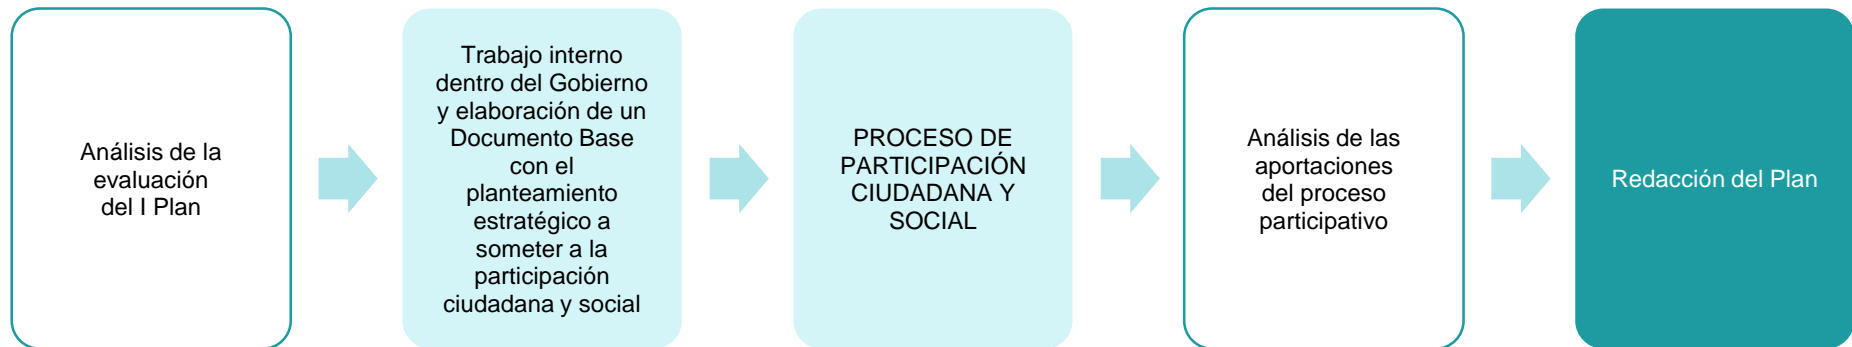 Análisis de la
evaluación
del I Plan
Trabajo interno
dentro del Gobierno
y elaboración de un
Documento Base
con el
planteamiento
estratégico a
someter a la
participación
ciudadana y social
PROCESO DE
PARTICIPACIÓN
CIUDADANA Y
SOCIAL
Análisis de las
aportaciones
del proceso
participativo
Redacción del Plan